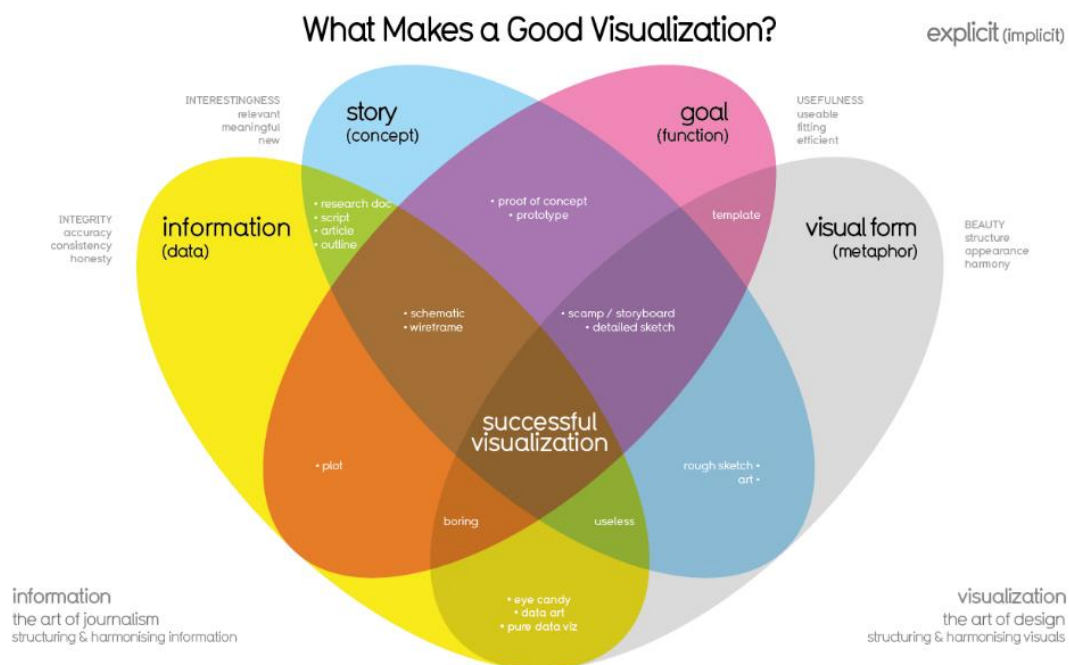 What Makes a Good Visualization?
explicit (implicit)
INTERESTINGNESS
relevant
meaningful
new
story
(concept)
goal
(function)
USEFULNESS
useable
fitting
efficient
INTEGRITY
accuracy
consistency
honesty
information
(data)
• research doc
• script
• article
• outline
• proof of concept
• prototype
template
visual form
(metaphor)
BEAUTY
structure
appearance
harmony
• schematic
• wireframe
• scamp / storyboard
• detailed sketch
successful
visualization
• plot
rough sketch •
art •
boring
useless
• eye candy
• data art
• pure data viz
information
the art of journalism
structuring & harmonising information
visualization
the art of design
structuring & harmonising visuals